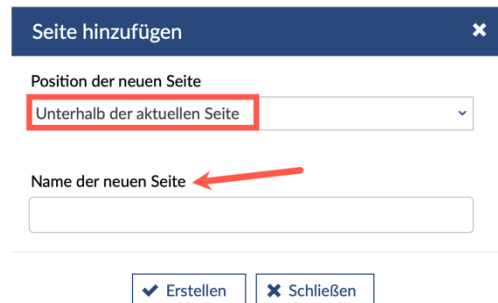 Seite hinzufügen
Position der neuen Seite
Unterhalb der aktuellen Seite
Name der neuen Seite
Erstellen
Schließen